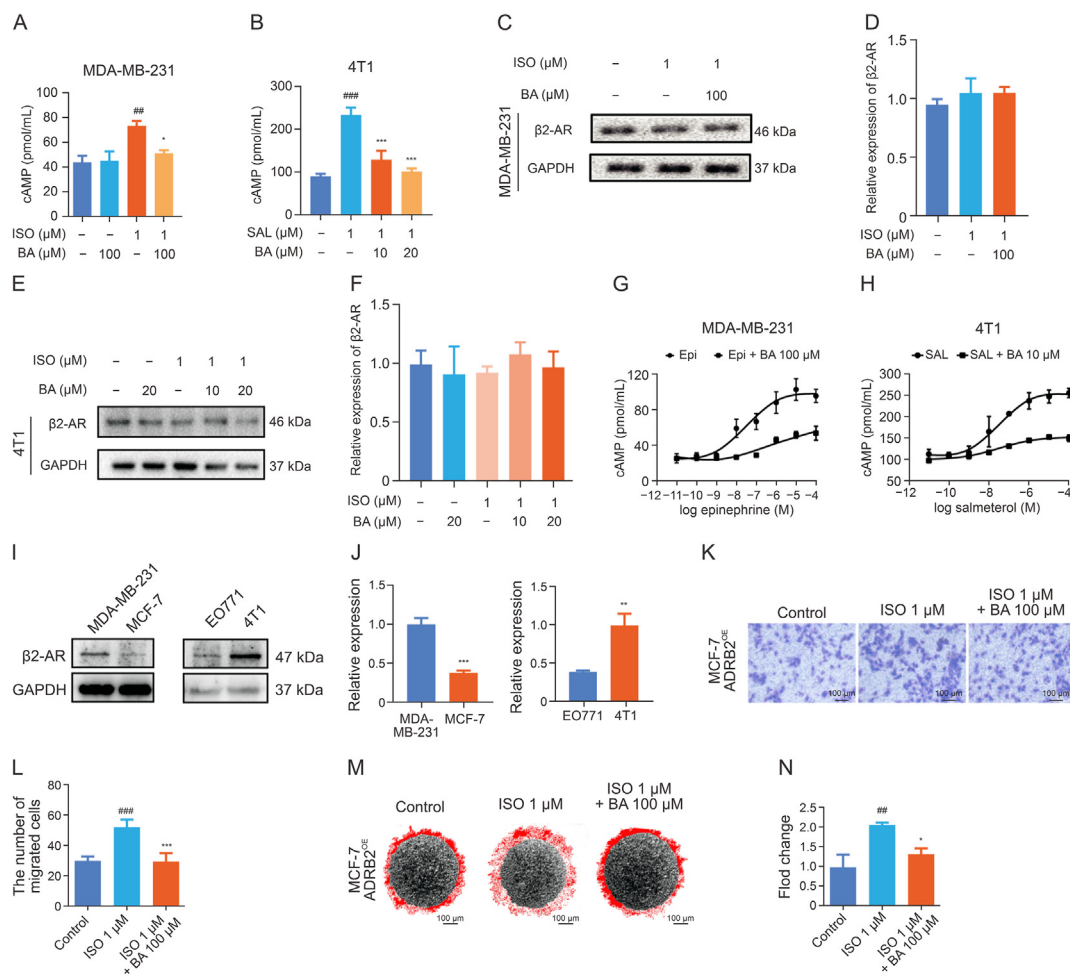 A
MDA-MB-231
cAMP (pmol/mL)
100
80
60
40
20
0
##
*
ISO (µM) – – 1 1
BA (µM) – 100 – 100
B
4T1
cAMP (pmol/mL)
300
200
100
0
###
***
***
SAL (µM) – 1 1 1
BA (µM) – – 10 20
C
ISO (µM) – 1 1
BA (µM) – – 100
MDA-MB-231
β2-AR 46 kDa
GAPDH 37 kDa
D
Relative expression of β2-AR
1.5
1.0
0.5
0
ISO (µM) – 1 1
BA (µM) – – 100
E
ISO (µM) – – 1 1 1
BA (µM) – 20 – 10 20
4T1
β2-AR 46 kDa
GAPDH 37 kDa
F
Relative expression of β2-AR
1.5
1.0
0.5
0
ISO (µM) – – 1 1 1
BA (µM) – 20 – 10 20
G
MDA-MB-231
Epi Epi + BA 100 µM
cAMP (pmol/mL)
120
90
60
30
0
−12 −11 −10 −9 −8 −7 −6 −5 −4
log epinephrine (M)
H
4T1
SAL SAL + BA 10 µM
cAMP (pmol/mL)
300
250
200
150
100
50
−12 −10 −8 −6 −4
log salmeterol (M)
I
MDA-MB-231
MCF-7
EO771
4T1
β2-AR 47 kDa
GAPDH 37 kDa
J
Relative expression
1.5
1.0
0.5
0
***
MDA-
MB-231
MCF-7
Relative expression
1.5
1.0
0.5
0
**
EO771 4T1
K
Control
ISO 1 µM
ISO 1 µM
+ BA 100 µM
MCF-7
ADRB2OE
100 µm
100 µm
100 µm
L
The number of
migrated cells
80
60
40
20
0
###
***
Control
ISO 1 µM
ISO 1 µM
+ BA 100 µM
M
Control
ISO 1 µM
ISO 1 µM
+ BA 100 µM
MCF-7
ADRB2OE
100 µm
100 µm
100 µm
N
Flod change
2.5
2.0
1.5
1.0
0.5
0
##
*
Control
ISO 1 µM
ISO 1 µM
+ BA 100 µM